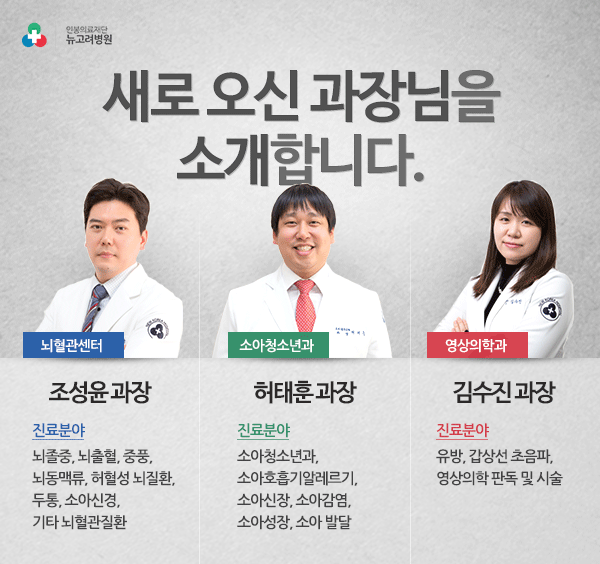 인봉의료재단
뉴고려병원
새로 오신 과장님을
소개합니다.
뇌혈관센터
조성윤 과장
진료분야
뇌졸중, 뇌출혈, 중풍,
뇌동맥류, 허혈성 뇌질환,
두통, 소아신경,
기타 뇌혈관질환
소아청소년과
허태훈 과장
진료분야
소아청소년과,
소아호흡기알레르기,
소아신장, 소아감염,
소아성장, 소아 발달
영상의학과
김수진 과장
진료분야
유방, 갑상선 초음파,
영상의학 판독 및 시술